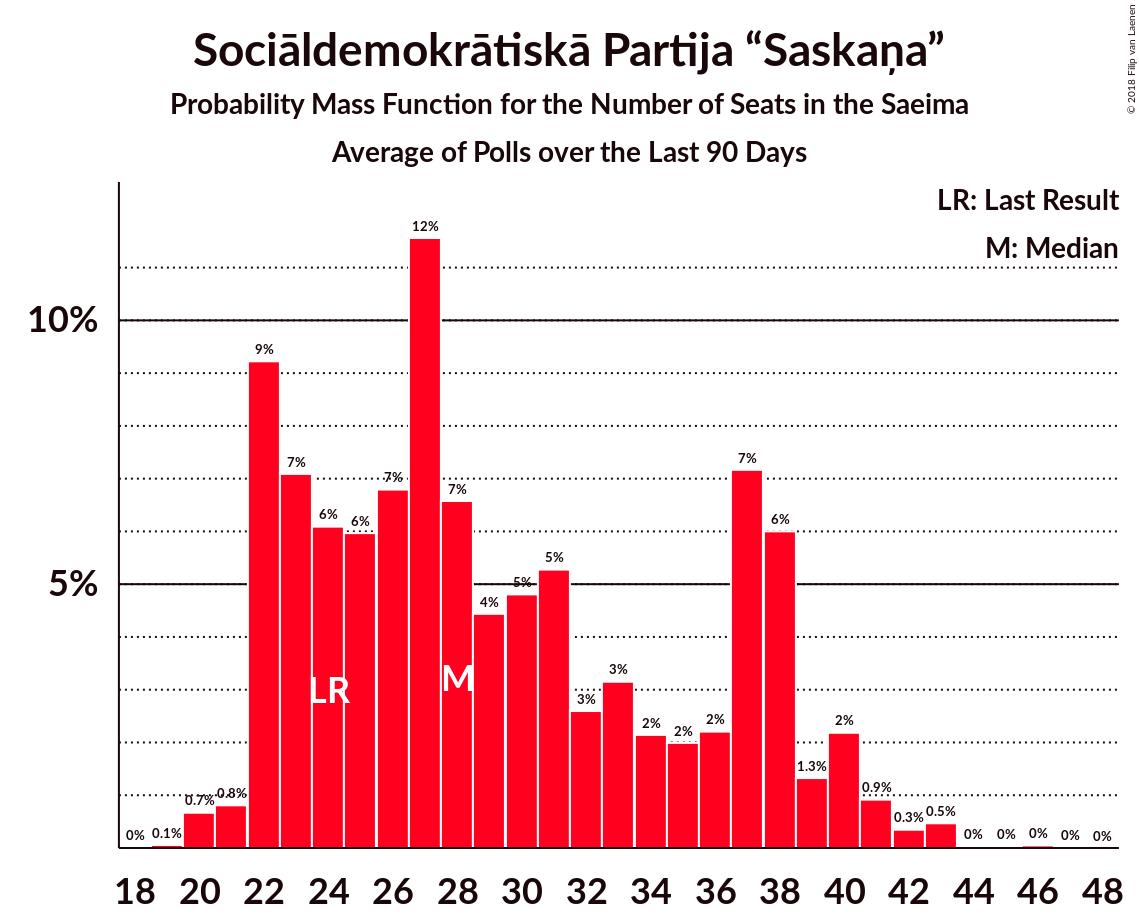 Sociāldemokrātiskā Partija “Saskaņa”
Probability Mass Function for the Number of Seats in the Saeima
Average of Polls over the Last 90 Days
© 2018 Filip van Laenen
LR: Last Result
M: Median
10%
5%
0% 0.1% 0.7% 0.8% 9% 7% 6% 6% 7% 12% 7% 4% 5% 5% 3% 3% 2% 2% 2% 7% 6% 1.3% 2% 0.9% 0.3% 0.5% 0% 0% 0% 0% 0%
LR
M
18 20 22 24 26 28 30 32 34 36 38 40 42 44 46 48